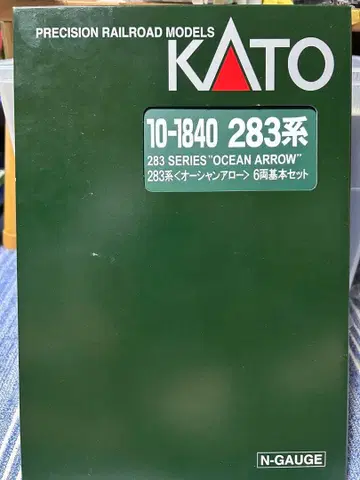 PRECISION RAILROAD MODELS
KATO
10-1840 283系
283 SERIES "OCEAN ARROW"
283系<オーシャンアロー> 6両基本セット
N-GAUGE